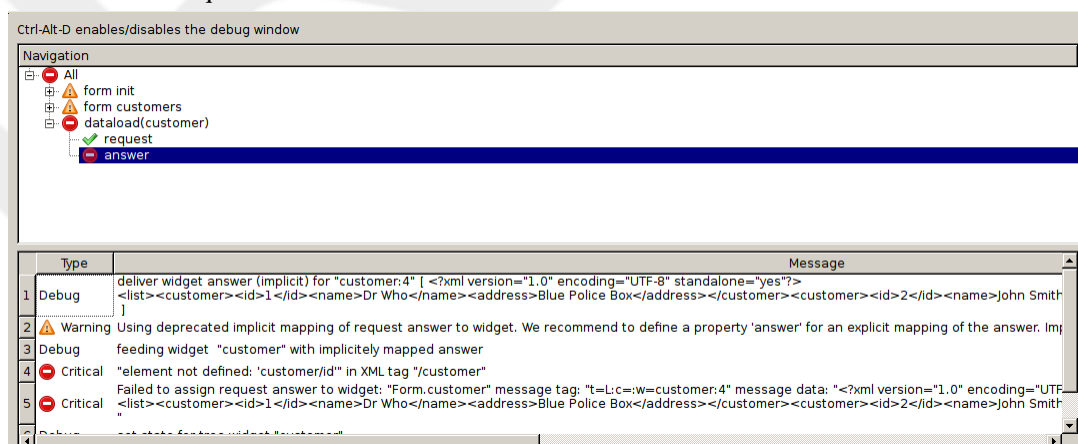 Ctrl-Alt-D enables/disables the debug window
Navigation
All
form init
form customers
dataload(customer)
request
answer
Type Message
1 Debug deliver widget answer (implicit) for "customer:4" [ <?xml version="1.0" encoding="UTF-8" standalone="yes"?>
<list><customer><id>1</id><name>Dr Who</name><address>Blue Police Box</address></customer><customer><id>2</id><name>John Smith
]
2 Warning Using deprecated implicit mapping of request answer to widget. We recommend to define a property 'answer' for an explicit mapping of the answer. Imp
3 Debug feeding widget "customer" with implicitely mapped answer
4 Critical "element not defined: 'customer/id'" in XML tag "/customer"
5 Critical Failed to assign request answer to widget: "Form.customer" message tag: "t=L:c=:w=customer:4" message data: "<?xml version="1.0" encoding="UTF
<list><customer><id>1</id><name>Dr Who</name><address>Blue Police Box</address></customer><customer><id>2</id><name>John Smith
"